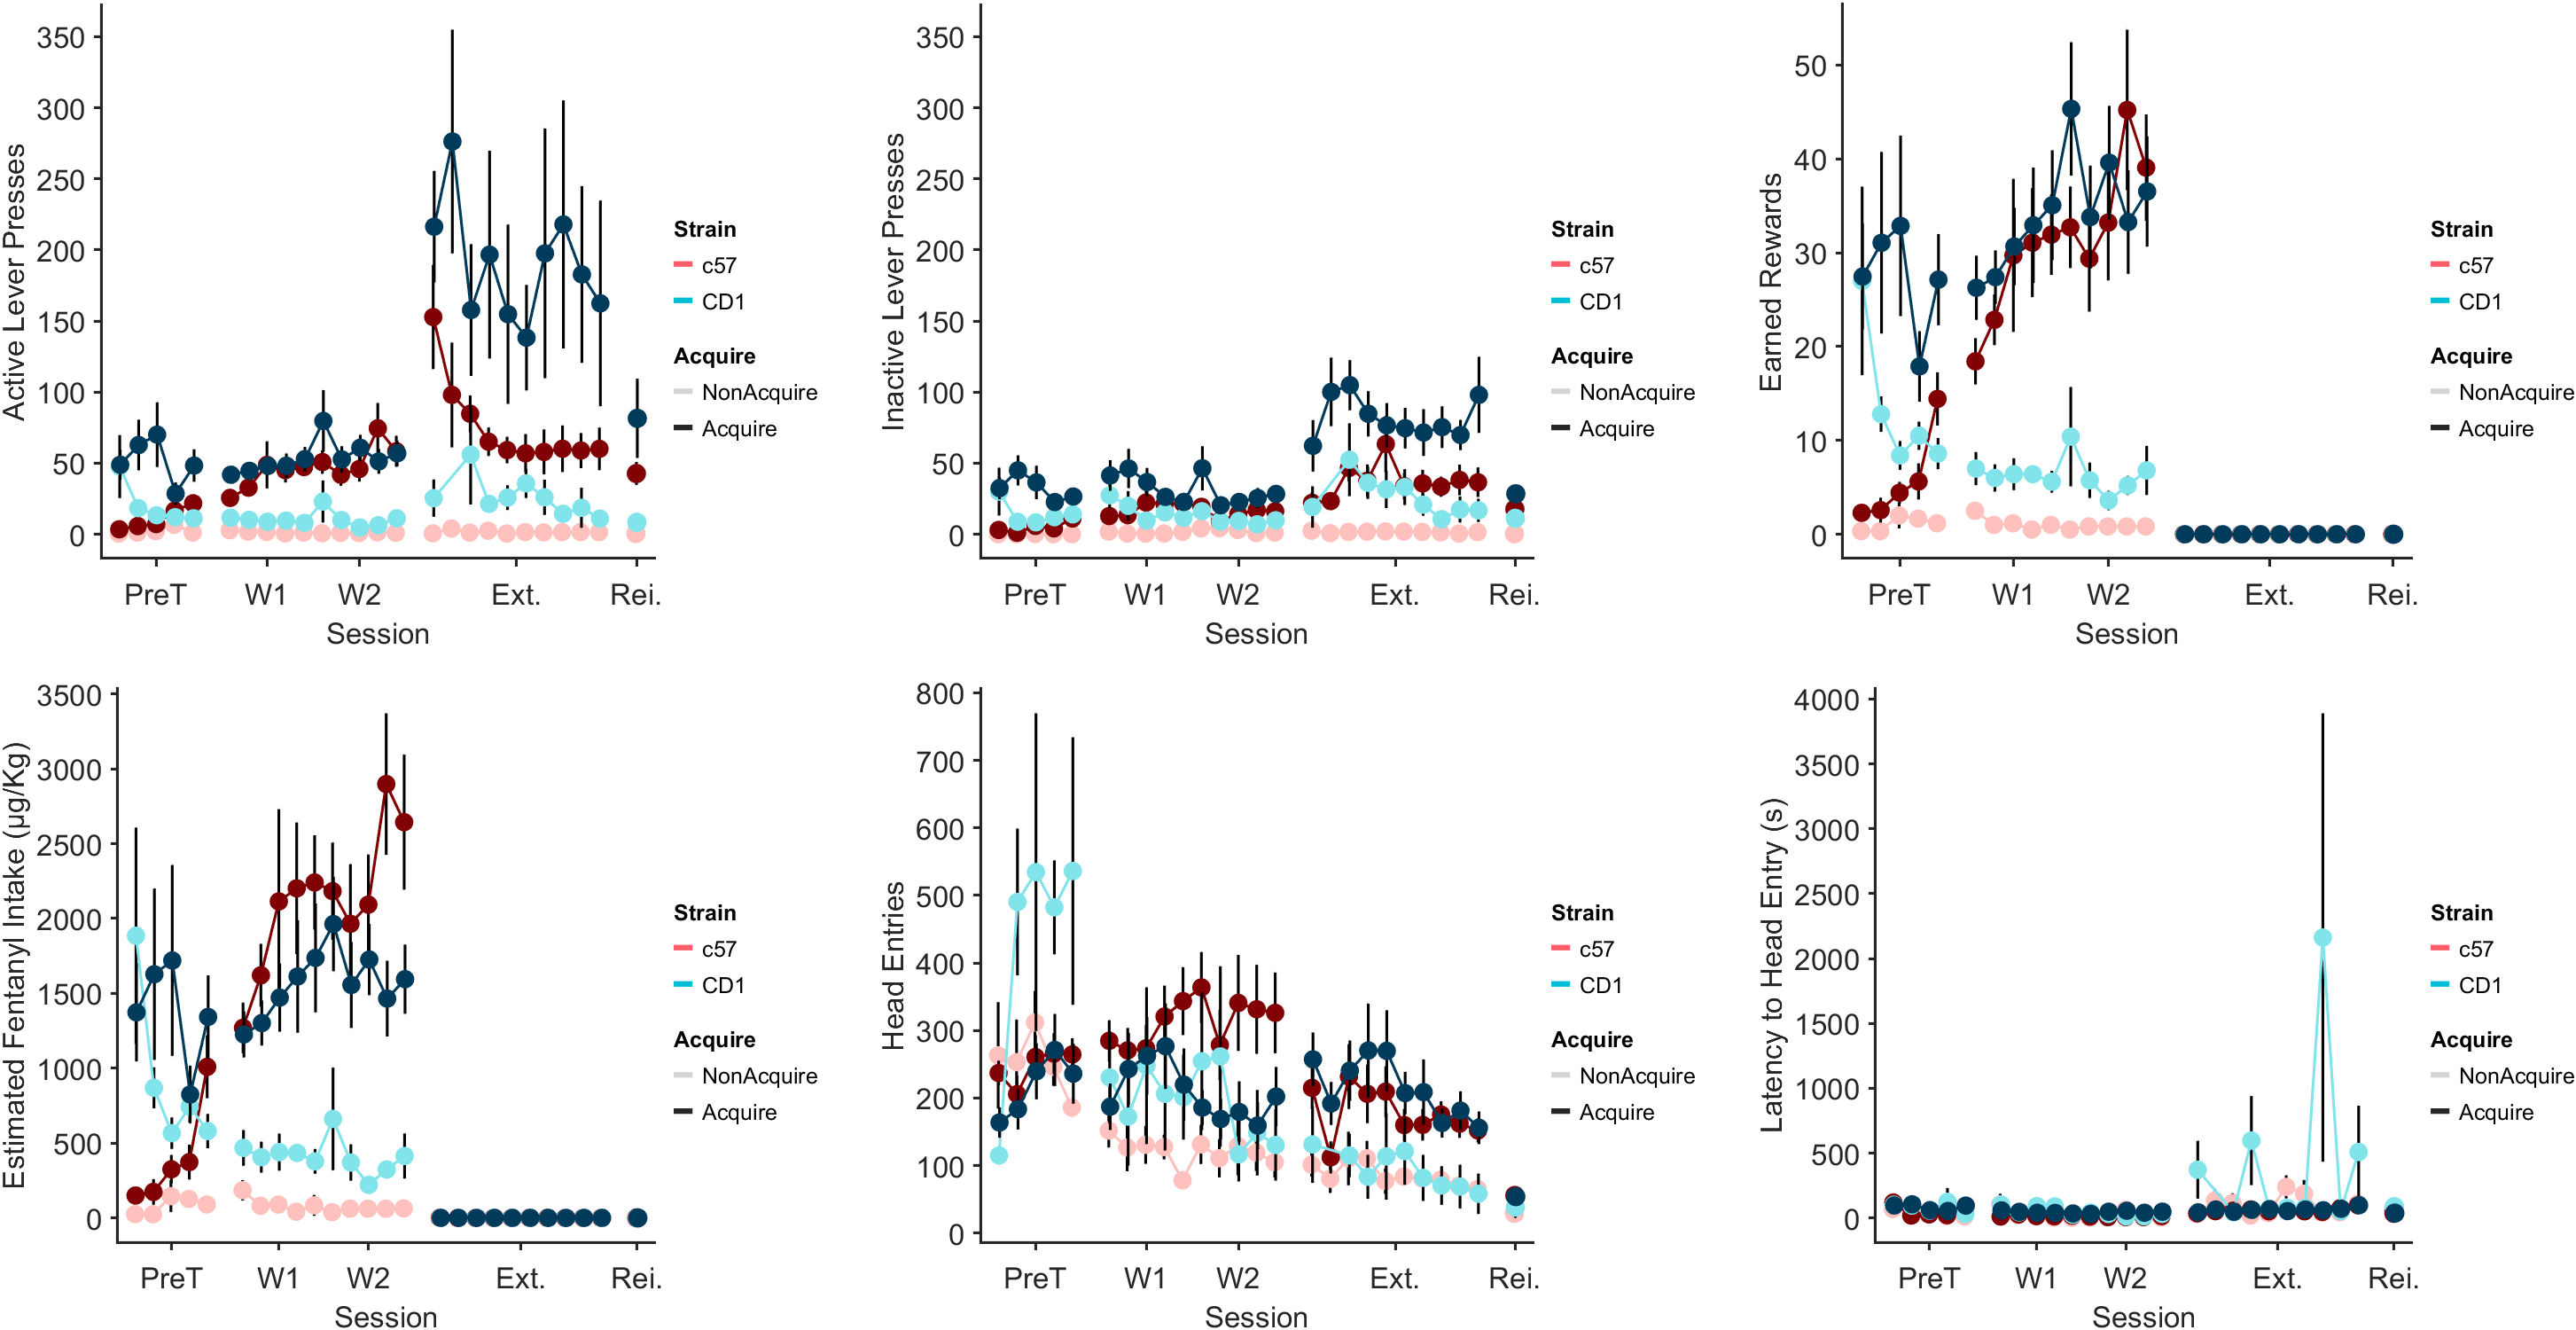 Active Lever Presses
350
300
250
200
150
100
50
0
PreT W1 W2 Ext. Rei.
Session
Strain
c57
CD1
Acquire
NonAcquire
Acquire
Inactive Lever Presses
350
300
250
200
150
100
50
0
PreT W1 W2 Ext. Rei.
Session
Strain
c57
CD1
Acquire
NonAcquire
Acquire
Earned Rewards
50
40
30
20
10
0
PreT W1 W2 Ext. Rei.
Session
Strain
c57
CD1
Acquire
NonAcquire
Acquire
Estimated Fentanyl Intake (µg/Kg)
3500
3000
2500
2000
1500
1000
500
0
PreT W1 W2 Ext. Rei.
Session
Strain
c57
CD1
Acquire
NonAcquire
Acquire
Head Entries
800
700
600
500
400
300
200
100
0
PreT W1 W2 Ext. Rei.
Session
Strain
c57
CD1
Acquire
NonAcquire
Acquire
Latency to Head Entry (s)
4000
3500
3000
2500
2000
1500
1000
500
0
PreT W1 W2 Ext. Rei.
Session
Strain
c57
CD1
Acquire
NonAcquire
Acquire